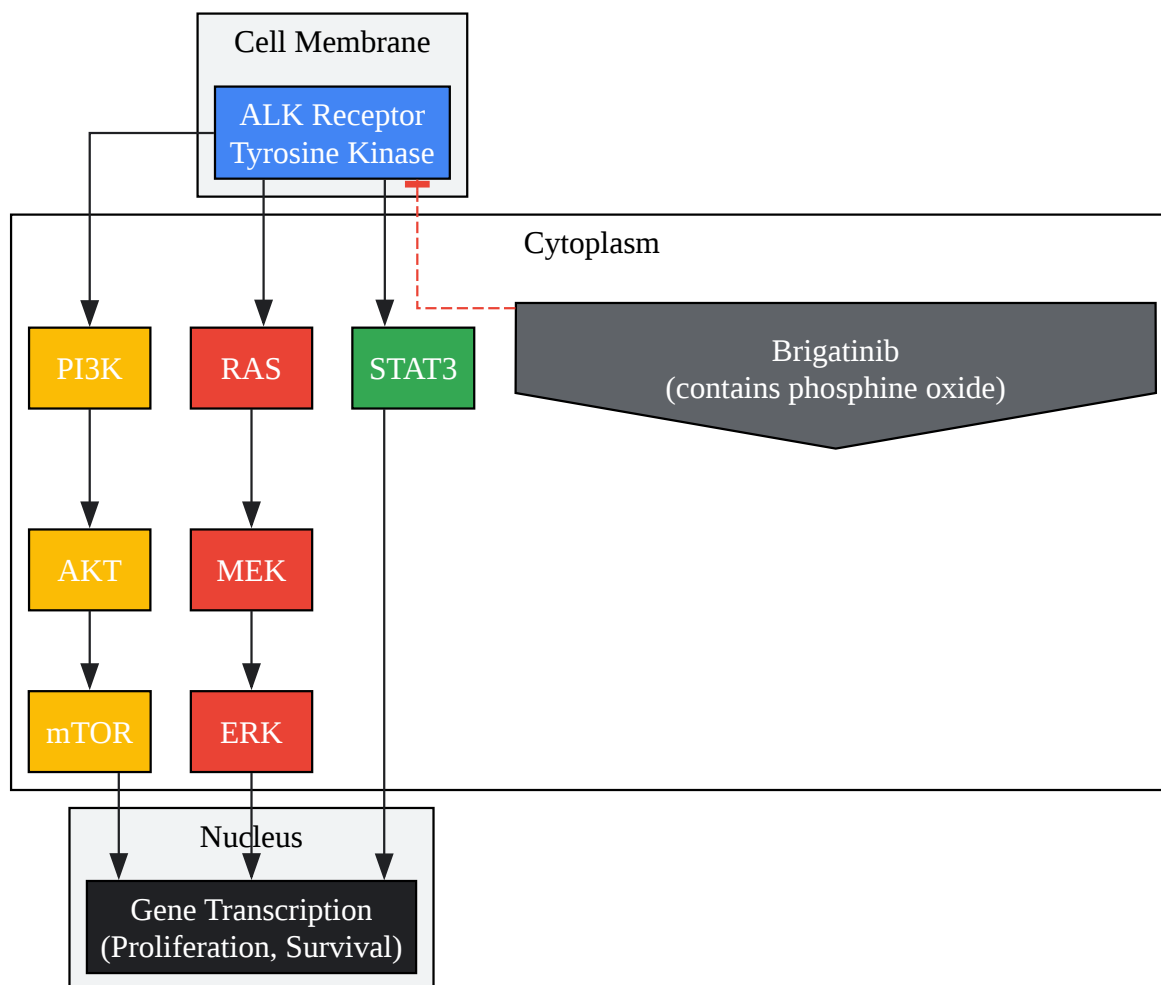 Cell Membrane
ALK Receptor
Tyrosine Kinase
Cytoplasm
PI3K
RAS
STAT3
Brigatinib
(contains phosphine oxide)
AKT
MEK
mTOR
ERK
Nucleus
Gene Transcription
(Proliferation, Survival)